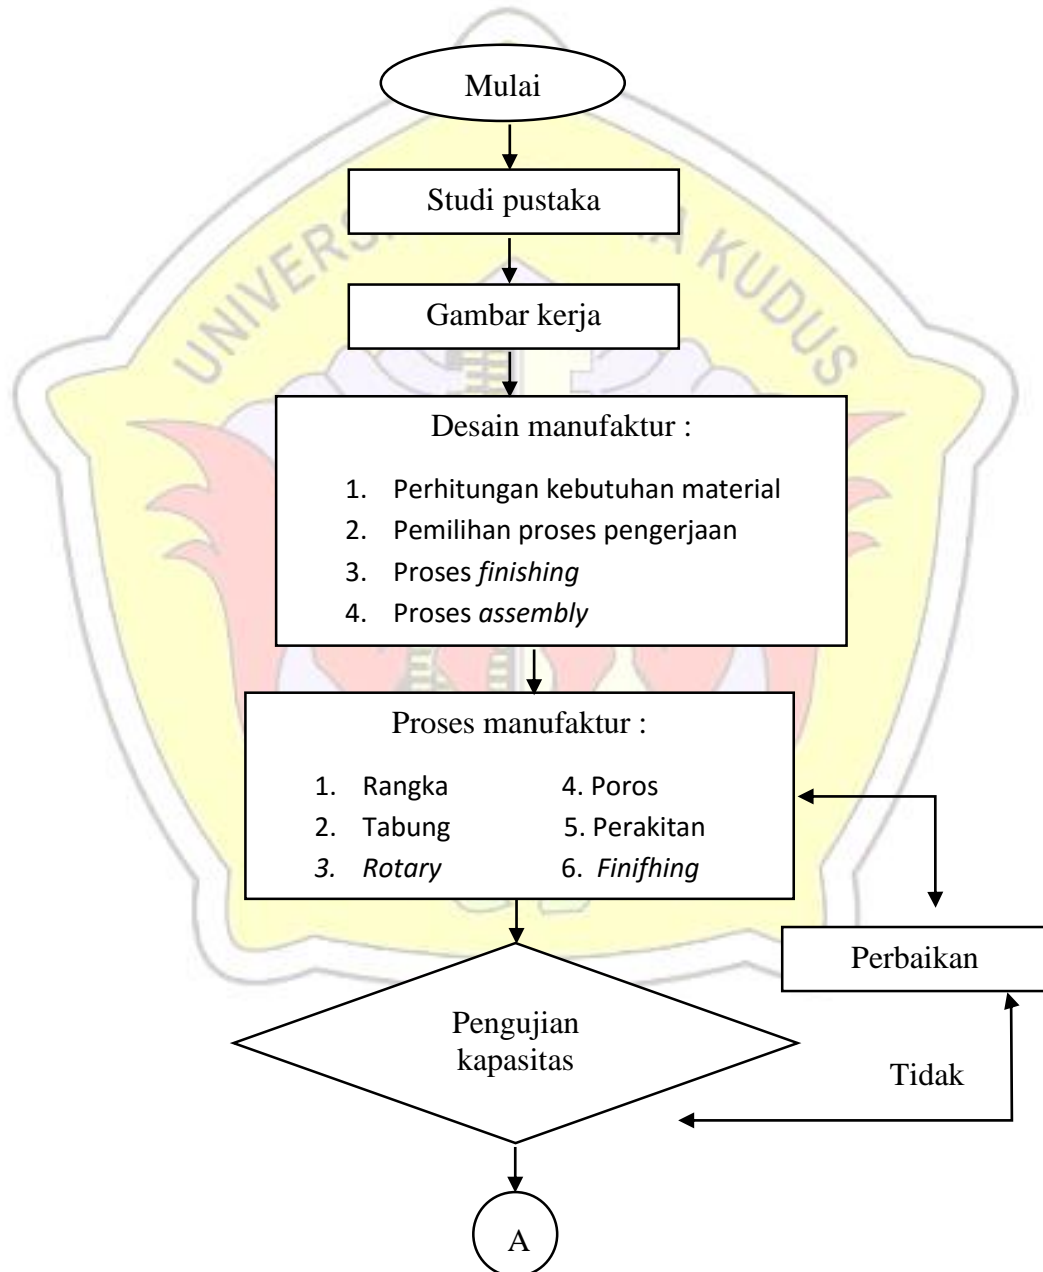 Mulai
Studi pustaka
UNIVERS
A KUDUS
Gambar kerja
Desain manufaktur :
1. Perhitungan kebutuhan material
2. Pemilihan proses pengerjaan
3. Proses finishing
4. Proses assembly
Proses manufaktur :
1. Rangka 4. Poros
2. Tabung 5. Perakitan
3. Rotary 6. Finifhing
Perbaikan
Pengujian
kapasitas
Tidak
A